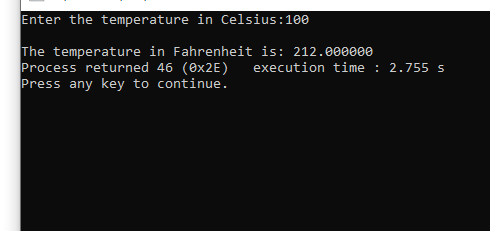 Enter the temperature in Celsius:100
The temperature in Fahrenheit is: 212.000000
Process returned 46 (0x2E)   execution time : 2.755 s
Press any key to continue.